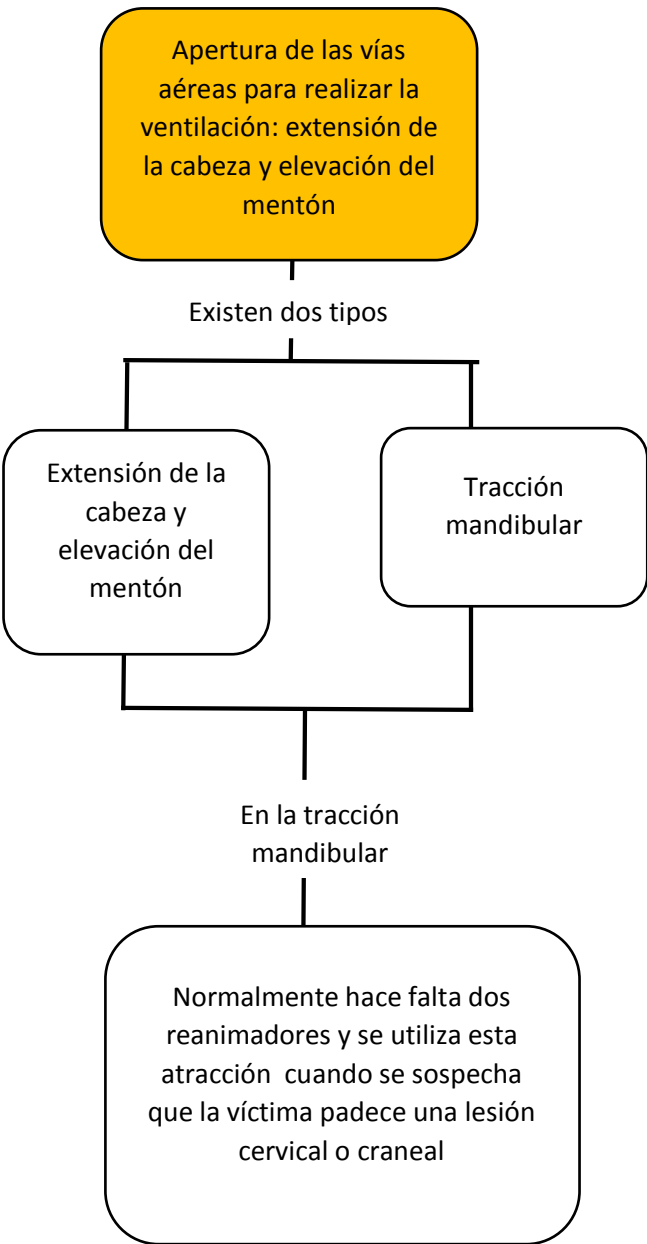 Apertura de las vías
aéreas para realizar la
ventilación: extensión de
la cabeza y elevación del
mentón
Existen dos tipos
Extensión de la
cabeza y
elevación del
mentón
Tracción
mandibular
En la tracción
mandibular
Normalmente hace falta dos
reanimadores y se utiliza esta
atracción cuando se sospecha
que la víctima padece una lesión
cervical o craneal